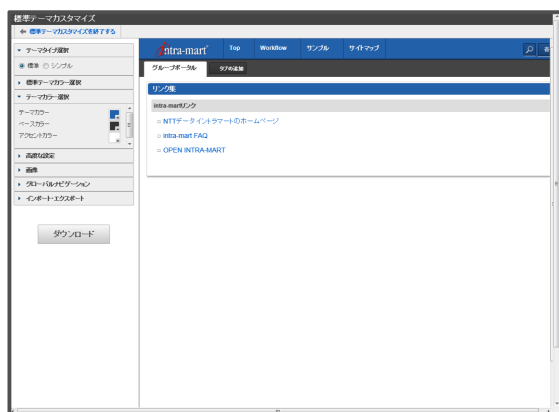 標準テーマカスタマイズ
標準テーマカスタマイズを終了する
テーマタイプ選択
標準 シンプル
標準テーマカラー選択
テーマカラー選択
テーマカラー
ベースカラー
アクセントカラー
高度な設定
画像
グローバルナビゲーション
インポート・エクスポート
ダウンロード
intra-mart Top Workflow サンプル サイトマップ
グループポータル タブの追加
リンク集
intra-martリンク
NTTデータイントラマートのホームページ
intra-mart FAQ
OPEN INTRA-MART